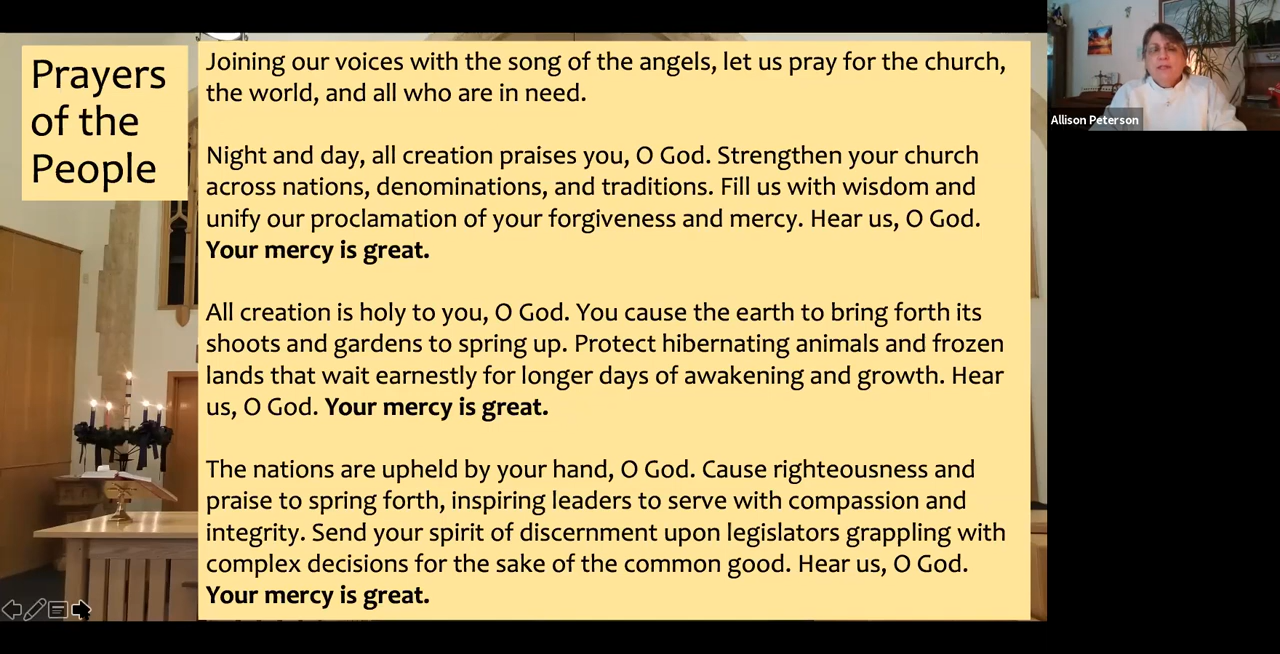 Prayers
of the
People
Joining our voices with the song of the angels, let us pray for the church,
the world, and all who are in need.
Night and day, all creation praises you, O God. Strengthen your church
across nations, denominations, and traditions. Fill us with wisdom and
unify our proclamation of your forgiveness and mercy. Hear us, O God.
Your mercy is great.
All creation is holy to you, O God. You cause the earth to bring forth its
shoots and gardens to spring up. Protect hibernating animals and frozen
lands that wait earnestly for longer days of awakening and growth. Hear
us, O God. Your mercy is great.
The nations are upheld by your hand, O God. Cause righteousness and
praise to spring forth, inspiring leaders to serve with compassion and
integrity. Send your spirit of discernment upon legislators grappling with
complex decisions for the sake of the common good. Hear us, O God.
Your mercy is great.
Allison Peterson